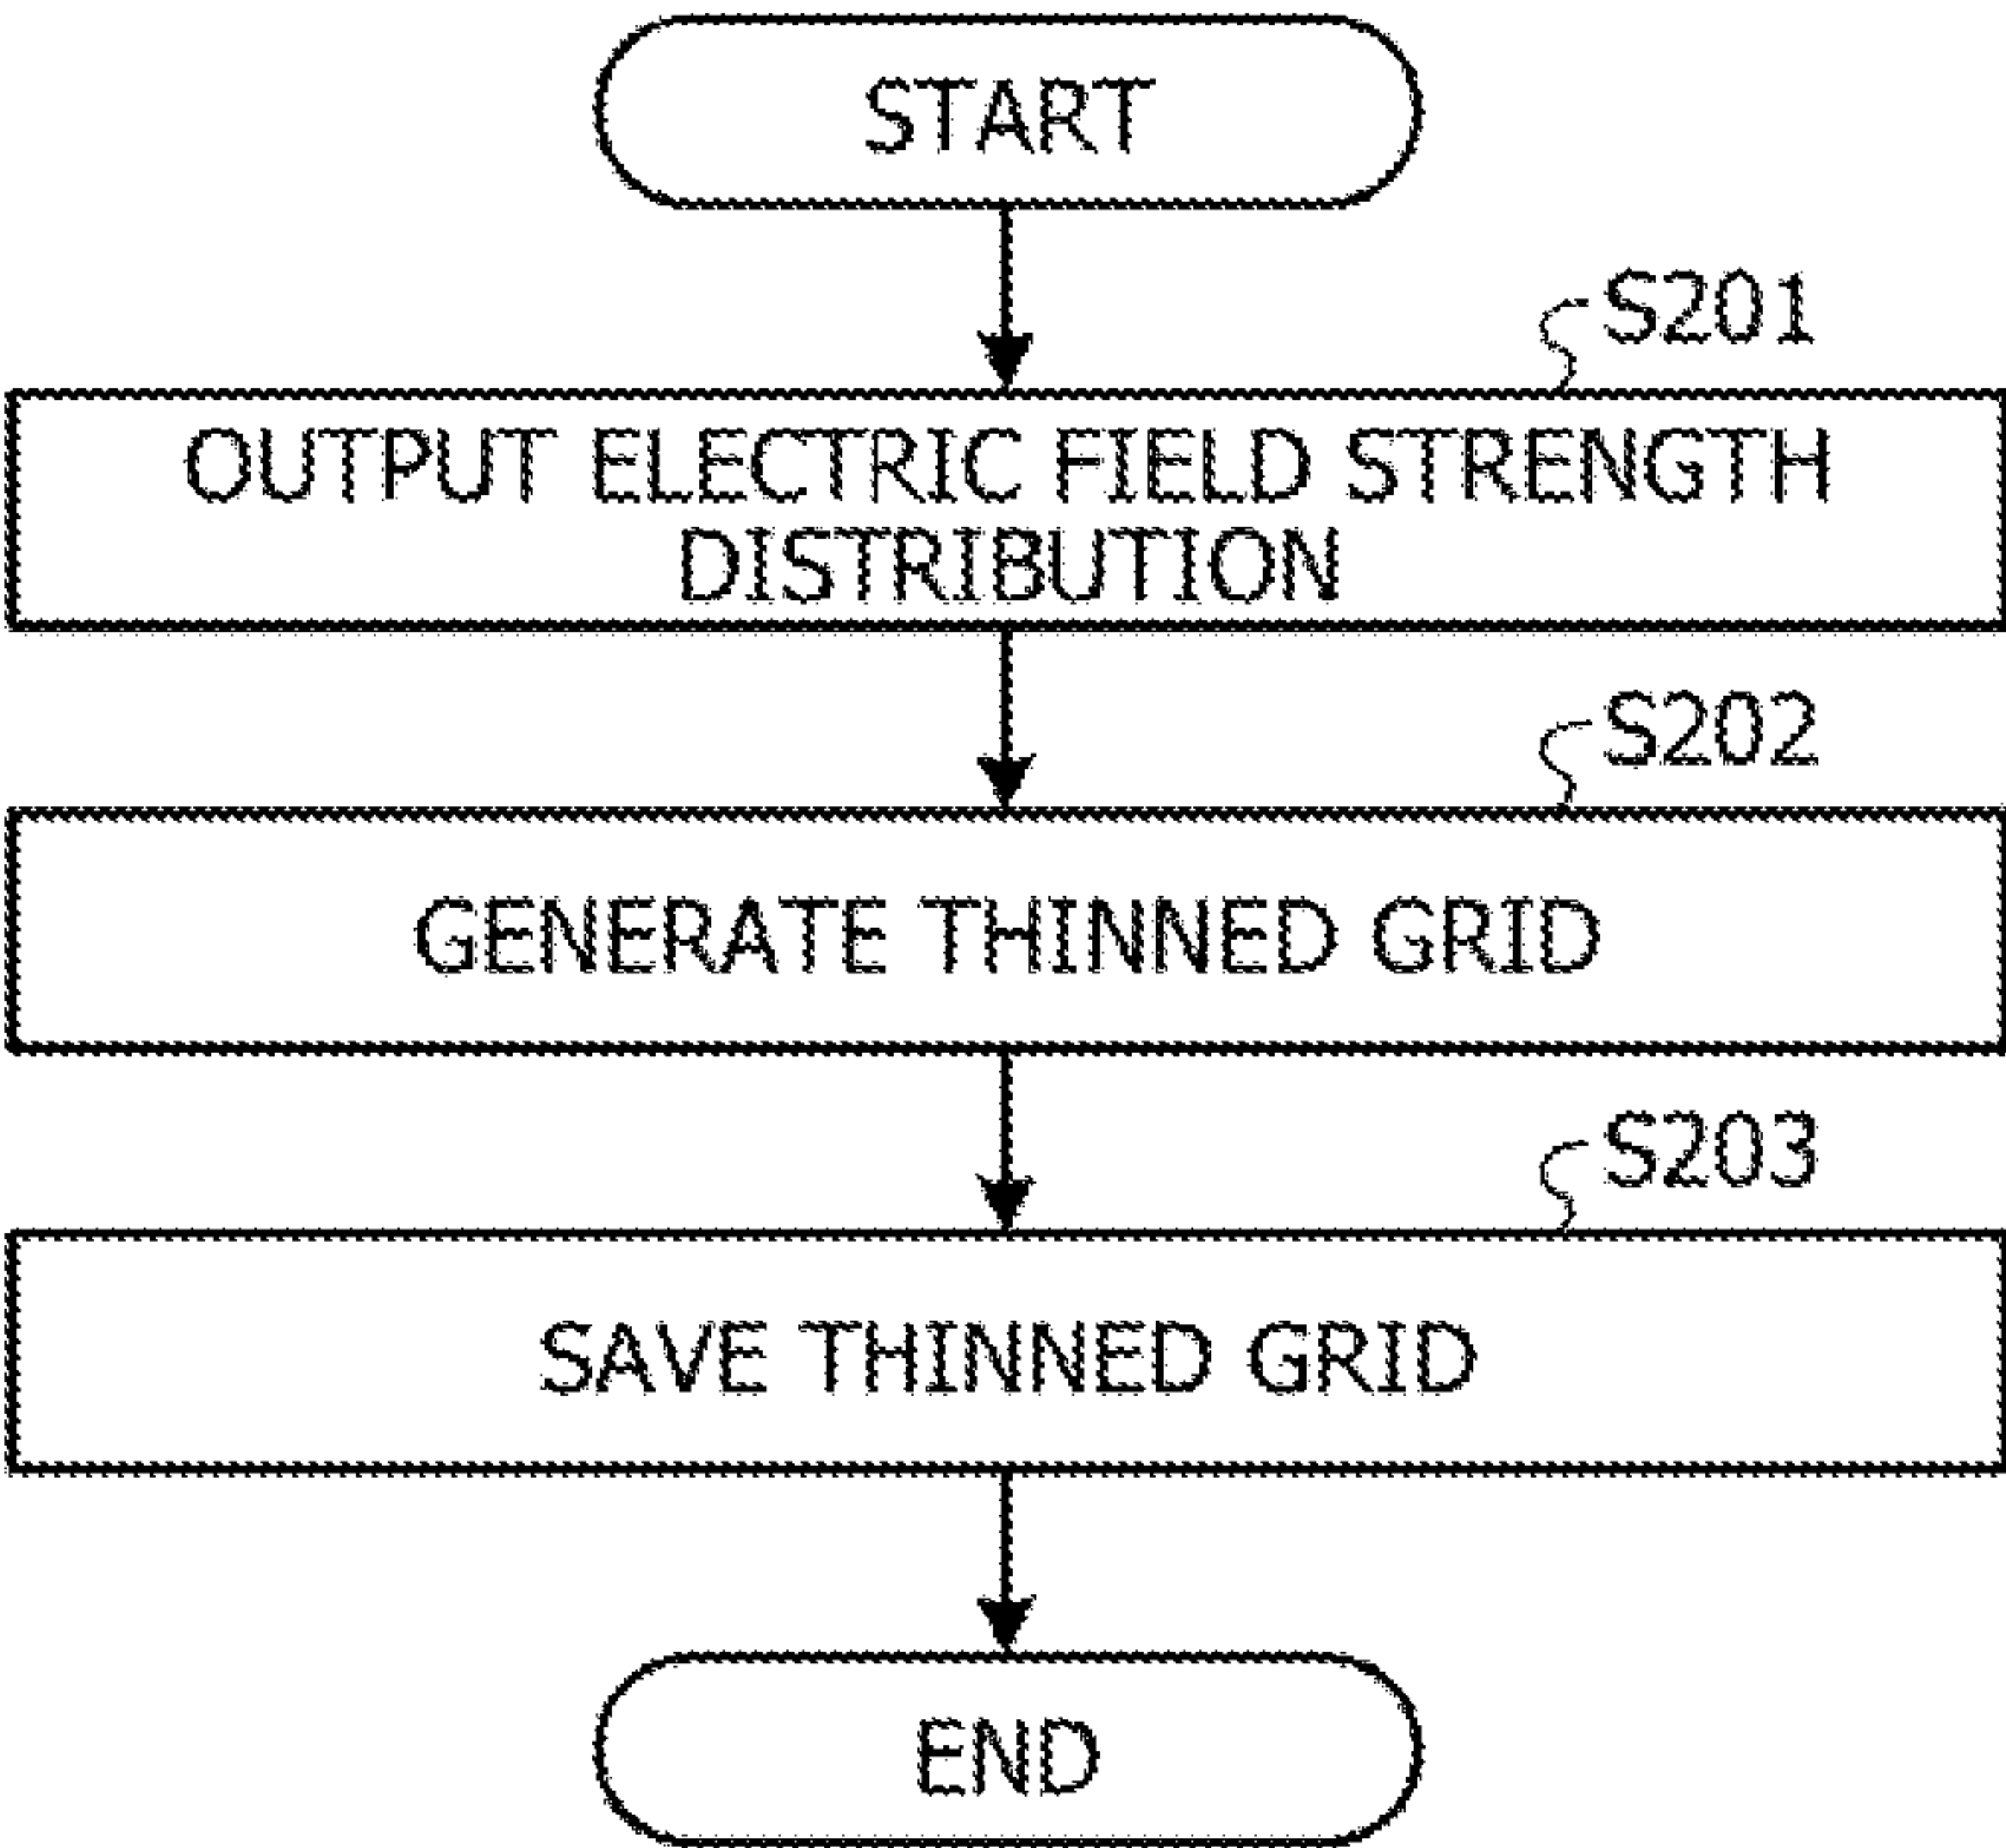 START
S201
OUTPUT ELECTRIC FIELD STRENGTH
DISTRIBUTION
S202
GENERATE THINNED GRID
S203
SAVE THINNED GRID
END